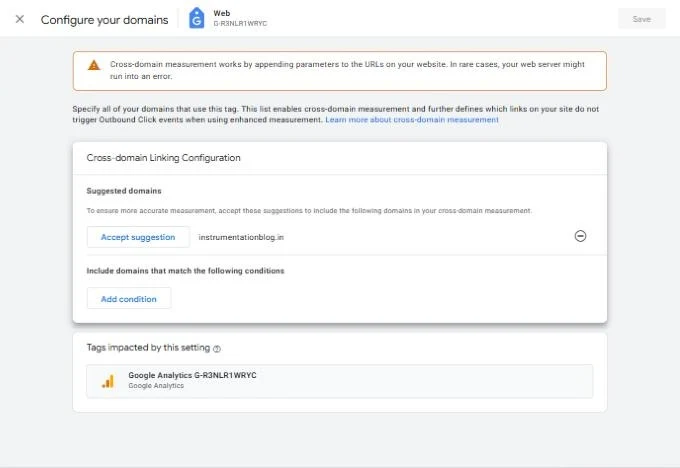 Configure your domains
Web
G-R3NLR1WRYC
Save
Cross-domain measurement works by appending parameters to the URLs on your website. In rare cases, your web server might
run into an error.
Specify all of your domains that use this tag. This list enables cross-domain measurement and further defines which links on your site do not
trigger Outbound Click events when using enhanced measurement. Learn more about cross-domain measurement
Cross-domain Linking Configuration
Suggested domains
To ensure more accurate measurement, accept these suggestions to include the following domains in your cross-domain measurement.
Accept suggestion instrumentationblog.in
Include domains that match the following conditions
Add condition
Tags impacted by this setting
Google Analytics G-R3NLR1WRYC
Google Analytics